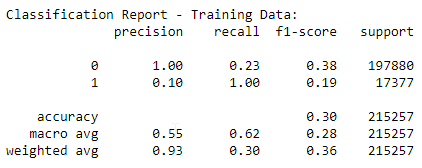 Classification Report - Training Data:
precision recall f1-score support
0 1.00 0.23 0.38 197880
1 0.10 1.00 0.19 17377
accuracy 0.30 215257
macro avg 0.55 0.62 0.28 215257
weighted avg 0.93 0.30 0.36 215257